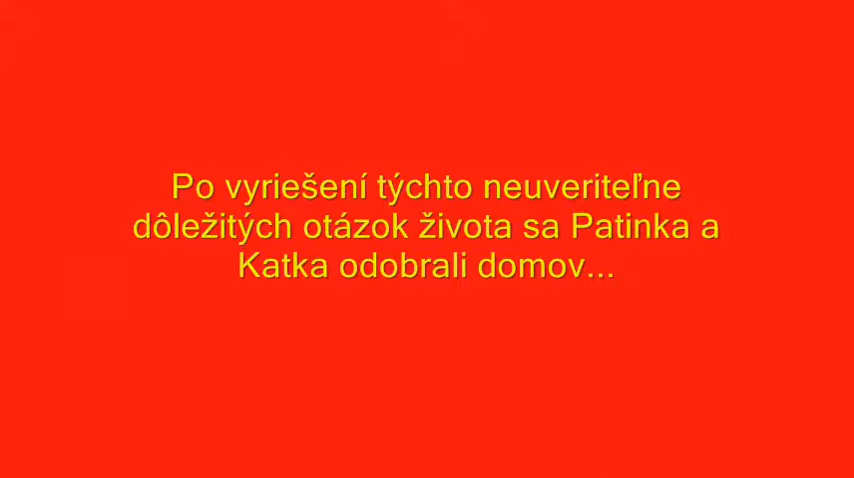 Po vyriešení týchto neuveriteľne
dôležitých otázok života sa Patinka a
Katka odobrali domov...